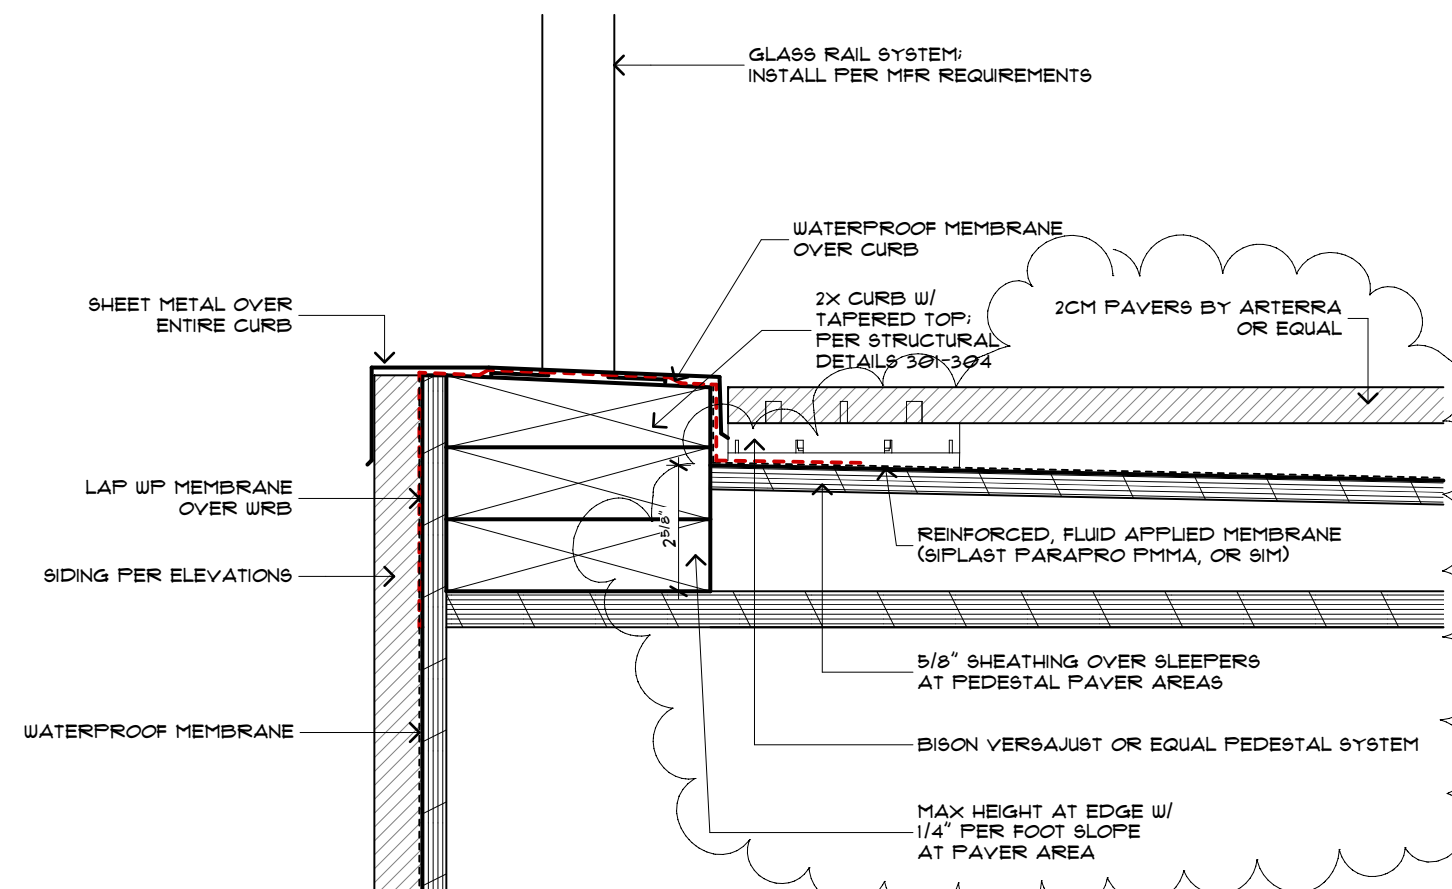 GLASS RAIL SYSTEM;
INSTALL PER MFR REQUIREMENTS
WATERPROOF MEMBRANE
OVER CURB
SHEET METAL OVER
ENTIRE CURB
2X CURB W/
TAPERED TOP;
PER STRUCTURAL
DETAILS 301-304
2CM PAVERS BY ARTERRA
OR EQUAL
LAP WP MEMBRANE
OVER WRB
2 5/8"
REINFORCED, FLUID APPLIED MEMBRANE
(SIPLAST PARAPRO PMMA, OR SIM)
SIDING PER ELEVATIONS
5/8" SHEATHING OVER SLEEPERS
AT PEDESTAL PAVER AREAS
WATERPROOF MEMBRANE
BISON VERSAJUST OR EQUAL PEDESTAL SYSTEM
MAX HEIGHT AT EDGE W/
1/4" PER FOOT SLOPE
AT PAVER AREA